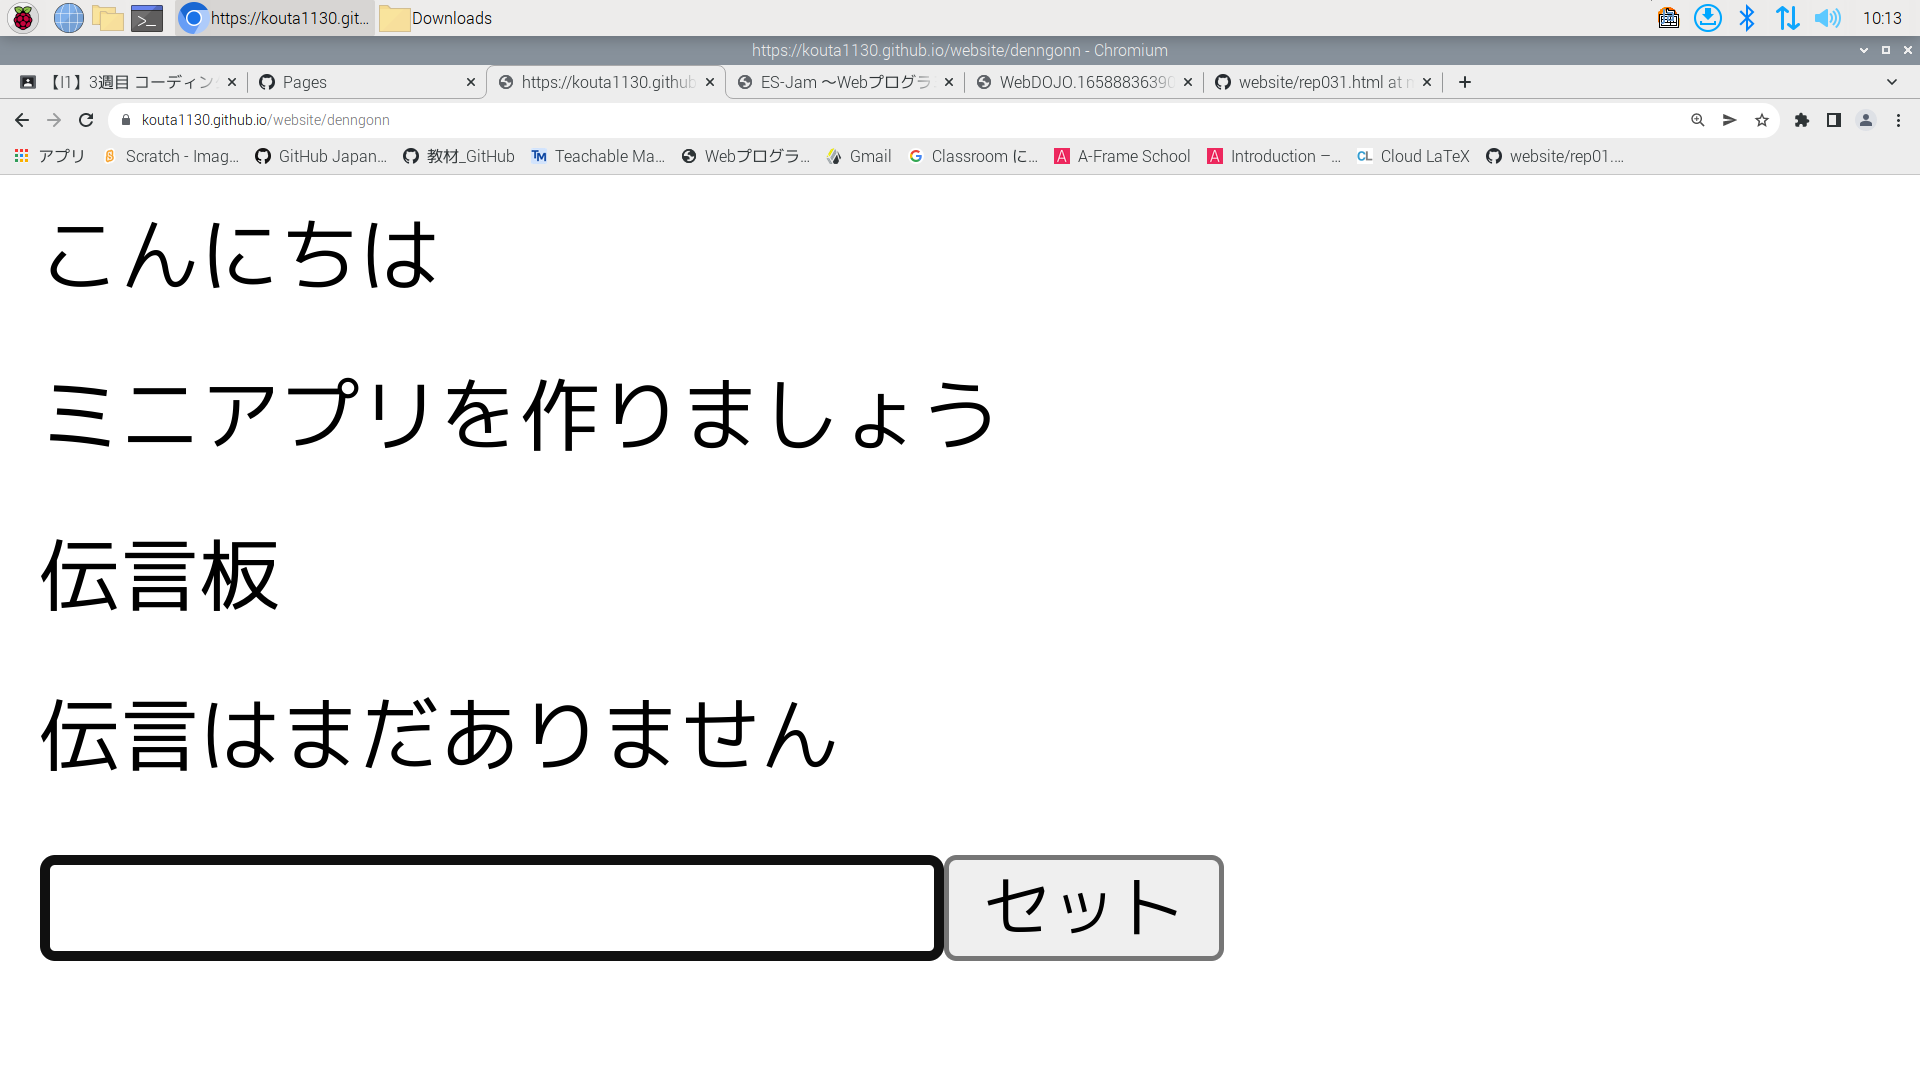 https://kouta1130.git...
Downloads
10:13
https://kouta1130.github.io/website/denngonn - Chromium
【I1】3週目 コーディン
Pages
https://kouta1130.github
ES-Jam 〜Webプログラ
WebDOJO.16588836390
website/rep031.html at
kouta1130.github.io/website/denngonn
アプリ
Scratch - Imag...
GitHub Japan...
教材_GitHub
Teachable Ma...
Webプログラ...
Gmail
Classroom に...
A-Frame School
Introduction –...
Cloud LaTeX
website/rep01....
こんにちは
ミニアプリを作りましょう
伝言板
伝言はまだありません
セット